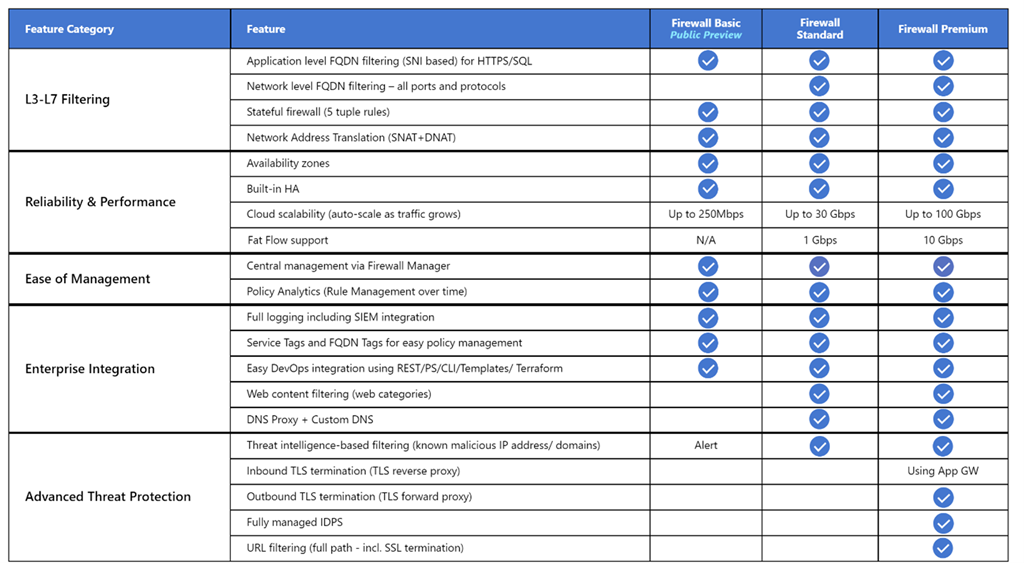 Feature Category Feature Firewall Basic Public Preview Firewall Standard Firewall Premium
L3-L7 Filtering
Application level FQDN filtering (SNI based) for HTTPS/SQL
Network level FQDN filtering – all ports and protocols
Stateful firewall (5 tuple rules)
Network Address Translation (SNAT+DNAT)
Reliability & Performance
Availability zones
Built-in HA
Cloud scalability (auto-scale as traffic grows) Up to 250Mbps Up to 30 Gbps Up to 100 Gbps
Fat Flow support N/A 1 Gbps 10 Gbps
Ease of Management
Central management via Firewall Manager
Policy Analytics (Rule Management over time)
Enterprise Integration
Full logging including SIEM integration
Service Tags and FQDN Tags for easy policy management
Easy DevOps integration using REST/PS/CLI/Templates/ Terraform
Web content filtering (web categories)
DNS Proxy + Custom DNS
Advanced Threat Protection
Threat intelligence-based filtering (known malicious IP address/ domains) Alert
Inbound TLS termination (TLS reverse proxy) Using App GW
Outbound TLS termination (TLS forward proxy)
Fully managed IDPS
URL filtering (full path - incl. SSL termination)